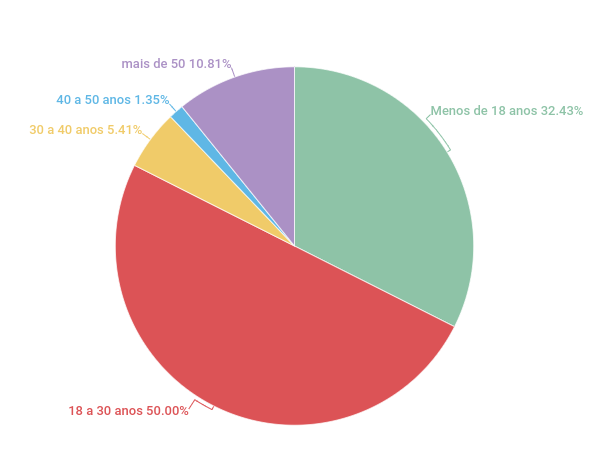 mais de 50 10.81%
40 a 50 anos 1.35%
Menos de 18 anos 32.43%
30 a 40 anos 5.41%
18 a 30 anos 50.00%